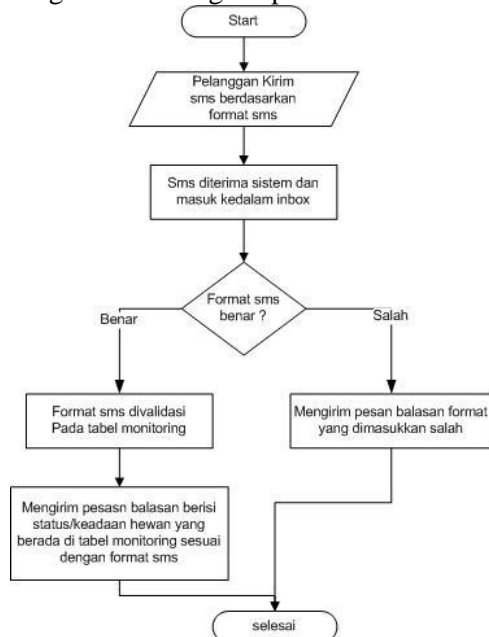 Start
Pelanggan Kirim
sms berdasarkan
format sms
Sms diterima sistem dan
masuk kedalam inbox
Format sms
benar ?
Benar
Salah
Format sms divalidasi
Pada tabel monitoring
Mengirim pesan balasan format
yang dimasukkan salah
Mengirim pesasn balasan berisi
status/keadaan hewan yang
berada di tabel monitoring sesuai
dengan format sms
selesai